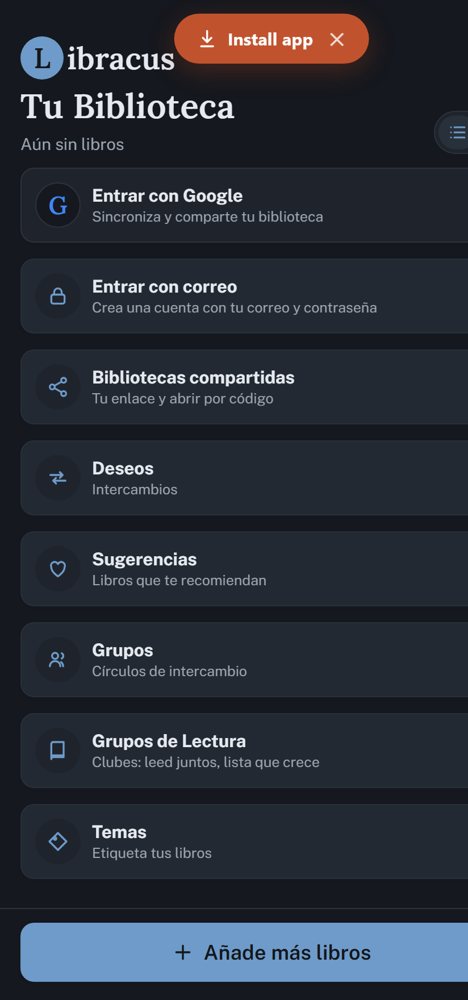 Libracus
Install app
Tu Biblioteca
Aún sin libros
G
Entrar con Google
Sincroniza y comparte tu biblioteca
Entrar con correo
Crea una cuenta con tu correo y contraseña
Bibliotecas compartidas
Tu enlace y abrir por código
Deseos
Intercambios
Sugerencias
Libros que te recomiendan
Grupos
Círculos de intercambio
Grupos de Lectura
Clubes: leed juntos, lista que crece
Temas
Etiqueta tus libros
+ Añade más libros